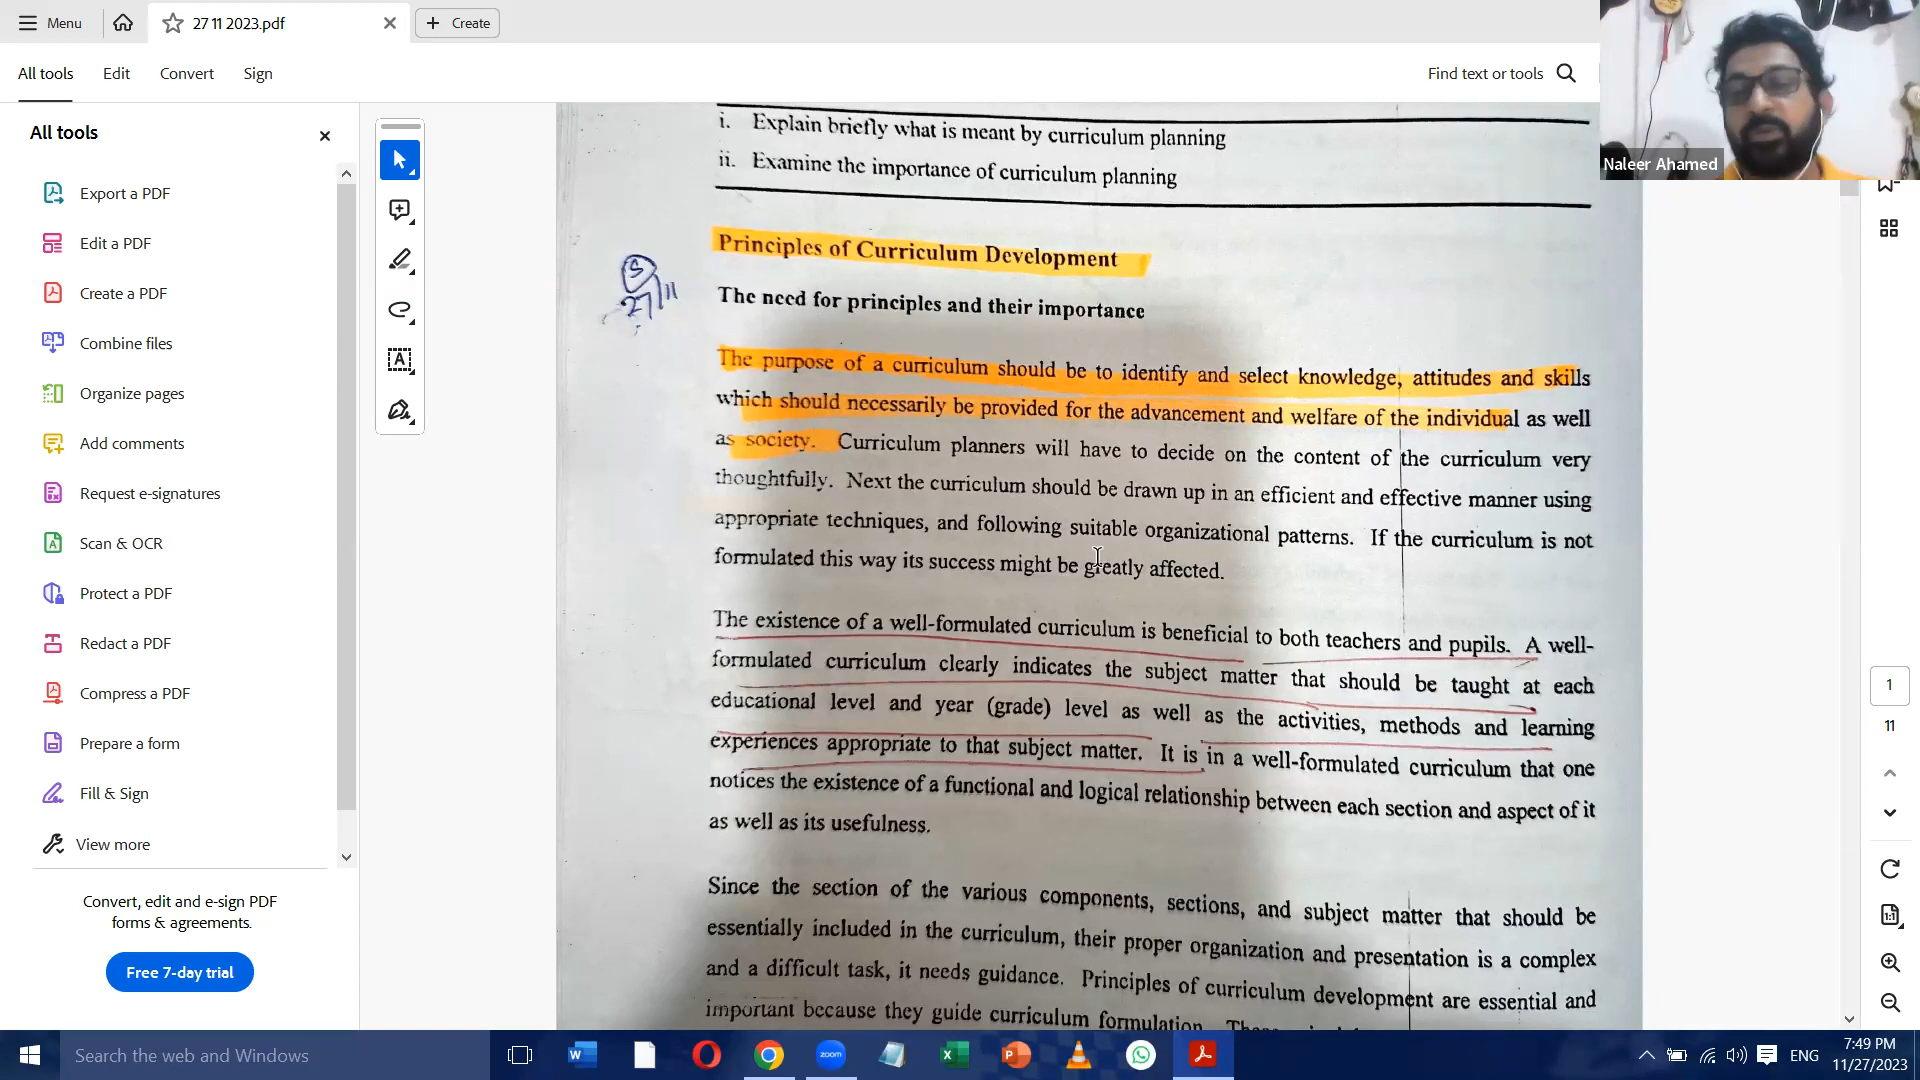 Menu
27 11 2023.pdf
Create
All tools
Edit
Convert
Sign
Find text or tools
Naleer Ahamed
All tools
Export a PDF
Edit a PDF
Create a PDF
Combine files
Organize pages
Add comments
Request e-signatures
Scan & OCR
Protect a PDF
Redact a PDF
Compress a PDF
Prepare a form
Fill & Sign
View more
Convert, edit and e-sign PDF
forms & agreements.
Free 7-day trial
i. Explain briefly what is meant by curriculum planning
ii. Examine the importance of curriculum planning
Principles of Curriculum Development
The need for principles and their importance
27/11
The purpose of a curriculum should be to identify and select knowledge, attitudes and skills
which should necessarily be provided for the advancement and welfare of the individual as well
as society. Curriculum planners will have to decide on the content of the curriculum very
thoughtfully. Next the curriculum should be drawn up in an efficient and effective manner using
appropriate techniques, and following suitable organizational patterns. If the curriculum is not
formulated this way its success might be greatly affected.
The existence of a well-formulated curriculum is beneficial to both teachers and pupils. A well-
formulated curriculum clearly indicates the subject matter that should be taught at each
educational level and year (grade) level as well as the activities, methods and learning
experiences appropriate to that subject matter. It is in a well-formulated curriculum that one
notices the existence of a functional and logical relationship between each section and aspect of it
as well as its usefulness.
Since the section of the various components, sections, and subject matter that should be
essentially included in the curriculum, their proper organization and presentation is a complex
and a difficult task, it needs guidance. Principles of curriculum development are essential and
important because they guide curriculum formulation.
1
11
Search the web and Windows
zoom
ENG
7:49 PM
11/27/2023